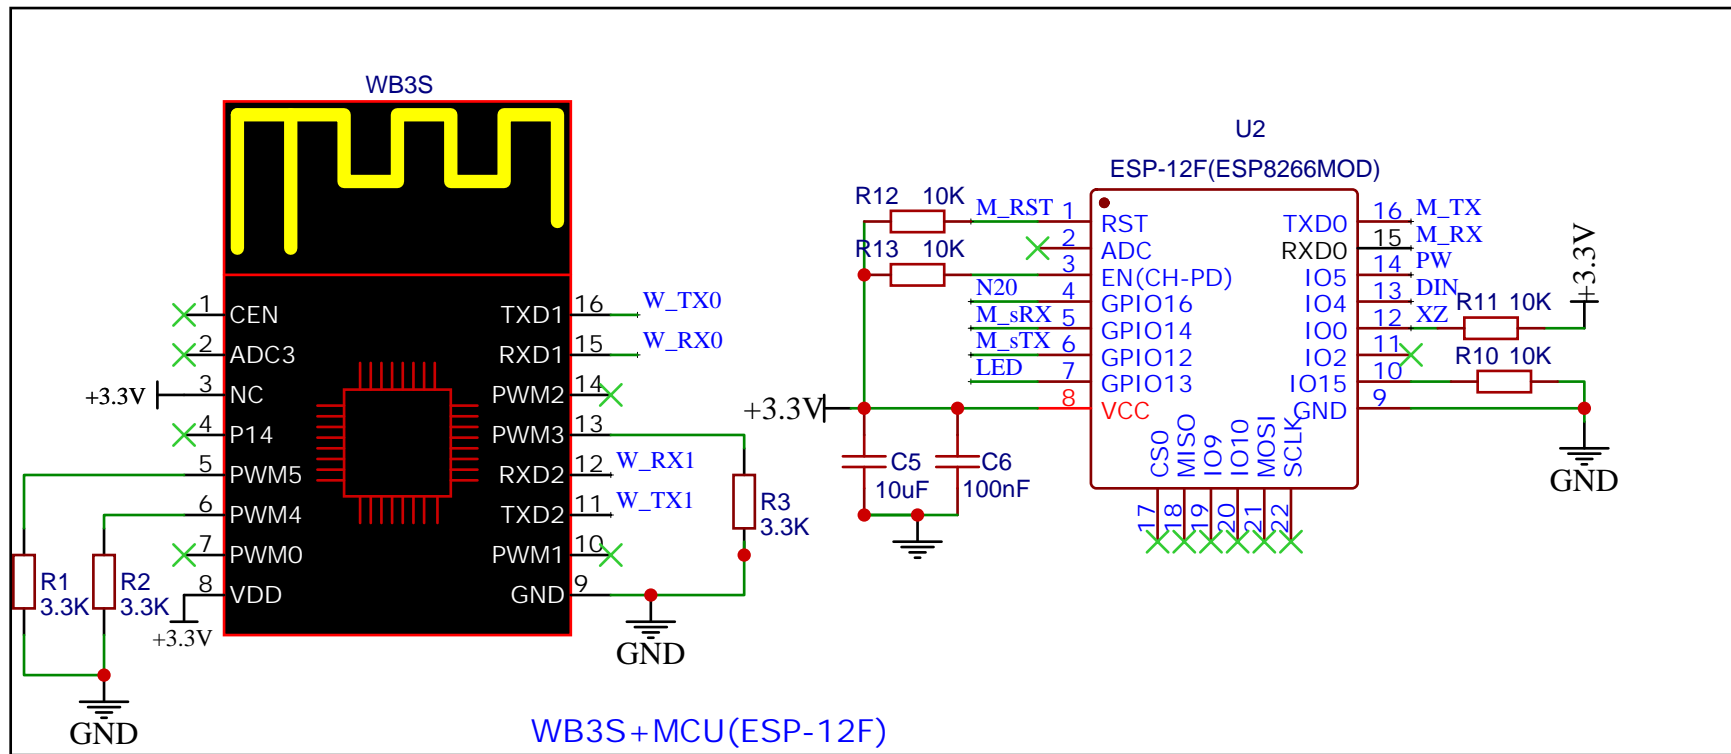 WB3S
1 CEN
2 ADC3
+3.3V 3 NC
4 P14
5 PWM5
6 PWM4
7 PWM0
8 VDD
+3.3V
TXD1 16 W_TX0
RXD1 15 W_RX0
PWM2 14
PWM3 13
RXD2 12 W_RX1
TXD2 11 W_TX1
PWM1 10
GND 9
R1
3.3K
R2
3.3K
GND
R3
3.3K
GND
U2
ESP-12F(ESP8266MOD)
R12 10K M_RST 1 RST
2 ADC
R13 10K 3 EN(CH-PD)
N20 4 GPIO16
M_sRX 5 GPIO14
M_sTX 6 GPIO12
LED 7 GPIO13
+3.3V 8 VCC
TXD0 16 M_TX
RXD0 15 M_RX
IO5 14 PW
IO4 13 DIN
IO0 12 XZ R11 10K
+3.3V
IO2 11
IO15 10 R10 10K
GND 9
GND
CS0 MISO IO9 IO10 MOSI SCLK
17 18 19 20 21 22
C5
10uF
C6
100nF
WB3S+MCU(ESP-12F)